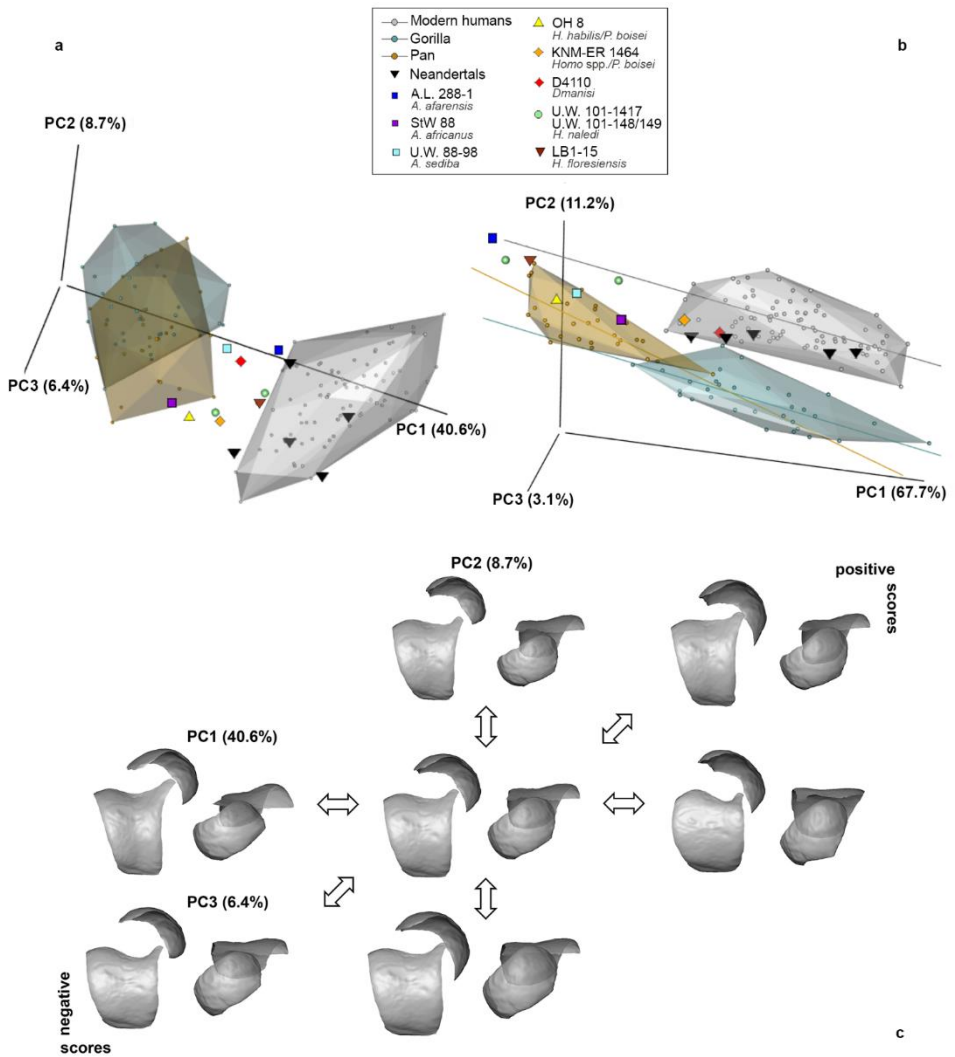 a
Modern humans
Gorilla
Pan
Neandertals
A.L. 288-1
A. afarensis
StW 88
A. africanus
U.W. 88-98
A. sediba
OH 8
H. habilis/P. boisei
KNM-ER 1464
Homo spp./P. boisei
D4110
Dmanisi
U.W. 101-1417
U.W. 101-148/149
H. naledi
LB1-15
H. floresiensis
b
PC2 (8.7%)
PC3 (6.4%)
PC1 (40.6%)
PC2 (11.2%)
PC3 (3.1%)
PC1 (67.7%)
PC2 (8.7%)
positive
scores
PC1 (40.6%)
PC3 (6.4%)
negative
scores
c